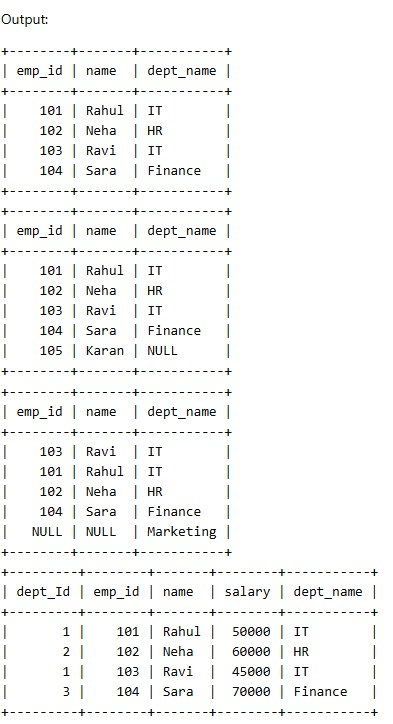 Output:
+--------+-------+-----------+
| emp_id | name  | dept_name |
+--------+-------+-----------+
|    101 | Rahul | IT        |
|    102 | Neha  | HR        |
|    103 | Ravi  | IT        |
|    104 | Sara  | Finance   |
+--------+-------+-----------+
+--------+-------+-----------+
| emp_id | name  | dept_name |
+--------+-------+-----------+
|    101 | Rahul | IT        |
|    102 | Neha  | HR        |
|    103 | Ravi  | IT        |
|    104 | Sara  | Finance   |
|    105 | Karan | NULL      |
+--------+-------+-----------+
+--------+-------+-----------+
| emp_id | name  | dept_name |
+--------+-------+-----------+
|    103 | Ravi  | IT        |
|    101 | Rahul | IT        |
|    102 | Neha  | HR        |
|    104 | Sara  | Finance   |
|   NULL | NULL  | Marketing |
+--------+-------+-----------+
+---------+--------+-------+--------+-----------+
| dept_Id | emp_id | name  | salary | dept_name |
+---------+--------+-------+--------+-----------+
|       1 |    101 | Rahul |  50000 | IT        |
|       2 |    102 | Neha  |  60000 | HR        |
|       1 |    103 | Ravi  |  45000 | IT        |
|       3 |    104 | Sara  |  70000 | Finance   |
+---------+--------+-------+--------+-----------+